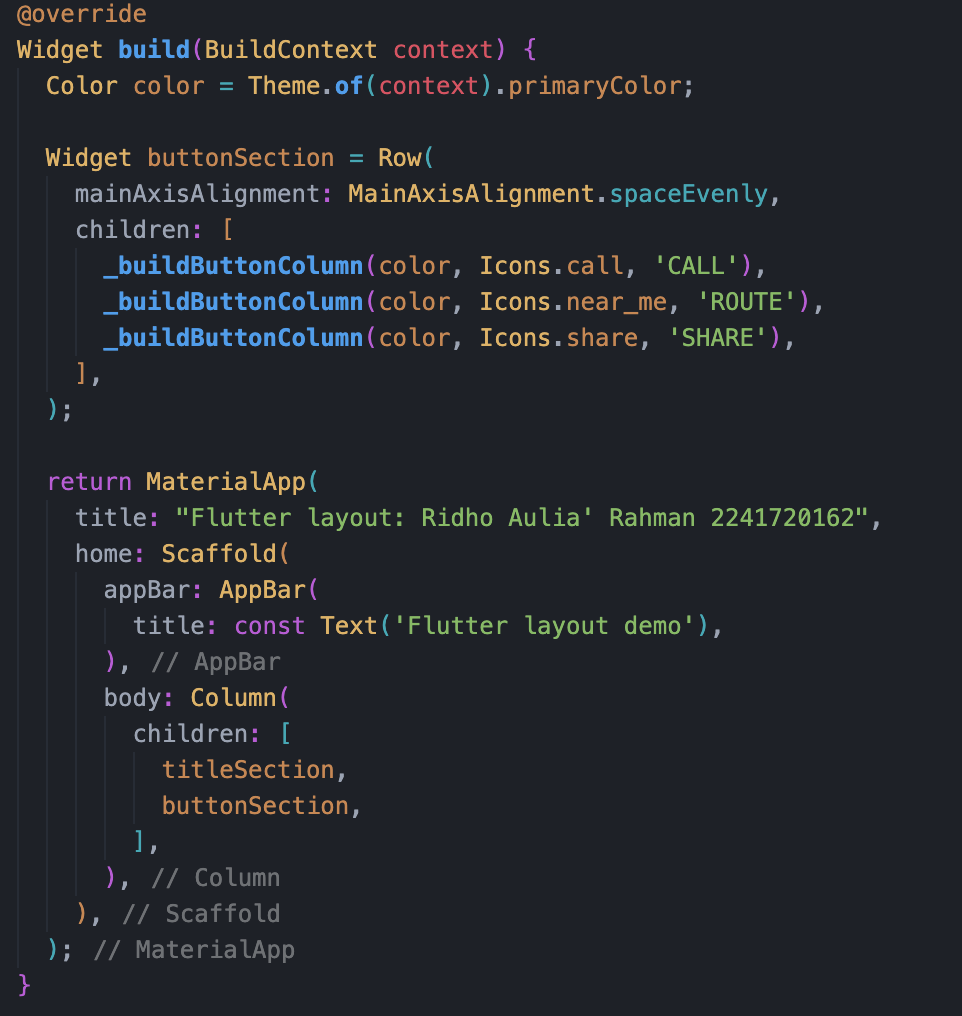 @override
Widget build(BuildContext context) {
  Color color = Theme.of(context).primaryColor;

  Widget buttonSection = Row(
    mainAxisAlignment: MainAxisAlignment.spaceEvenly,
    children: [
      _buildButtonColumn(color, Icons.call, 'CALL'),
      _buildButtonColumn(color, Icons.near_me, 'ROUTE'),
      _buildButtonColumn(color, Icons.share, 'SHARE'),
    ],
  );

  return MaterialApp(
    title: "Flutter layout: Ridho Aulia' Rahman 2241720162",
    home: Scaffold(
      appBar: AppBar(
        title: const Text('Flutter layout demo'),
      ), // AppBar
      body: Column(
        children: [
          titleSection,
          buttonSection,
        ],
      ), // Column
    ), // Scaffold
  ); // MaterialApp
}